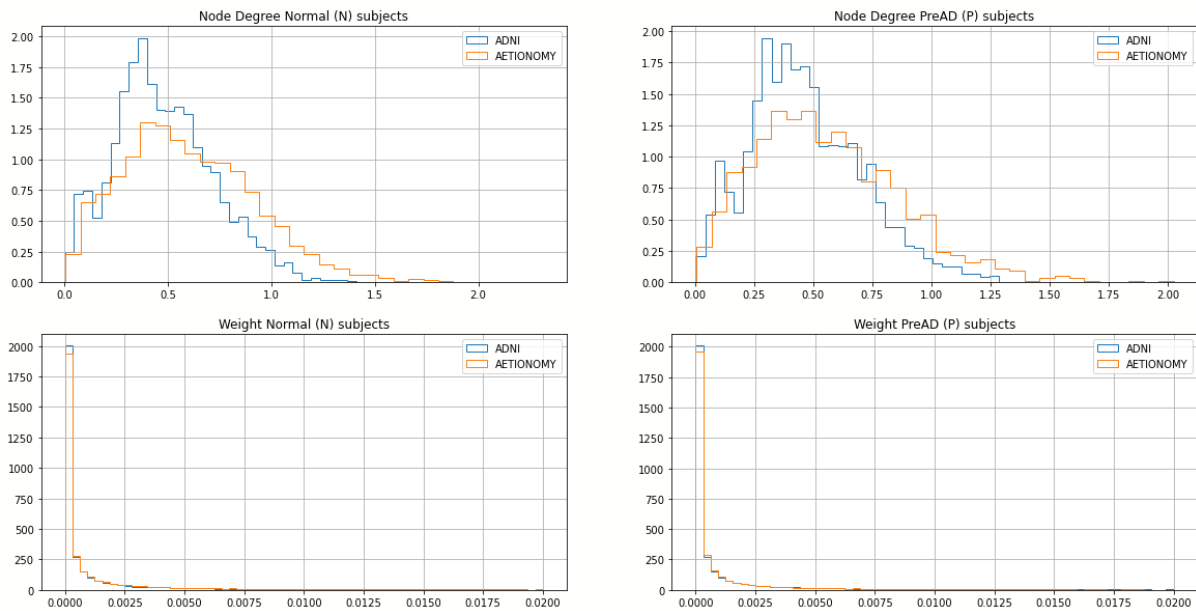 Node Degree Normal (N) subjects
2.00
1.75
1.50
1.25
1.00
0.75
0.50
0.25
0.00
0.0 0.5 1.0 1.5 2.0
ADNI
AETIONOMY
Node Degree PreAD (P) subjects
2.00
1.75
1.50
1.25
1.00
0.75
0.50
0.25
0.00
0.00 0.25 0.50 0.75 1.00 1.25 1.50 1.75 2.00
ADNI
AETIONOMY
Weight Normal (N) subjects
2000
1750
1500
1250
1000
750
500
250
0
0.0000 0.0025 0.0050 0.0075 0.0100 0.0125 0.0150 0.0175 0.0200
ADNI
AETIONOMY
Weight PreAD (P) subjects
2000
1750
1500
1250
1000
750
500
250
0
0.0000 0.0025 0.0050 0.0075 0.0100 0.0125 0.0150 0.0175 0.0200
ADNI
AETIONOMY